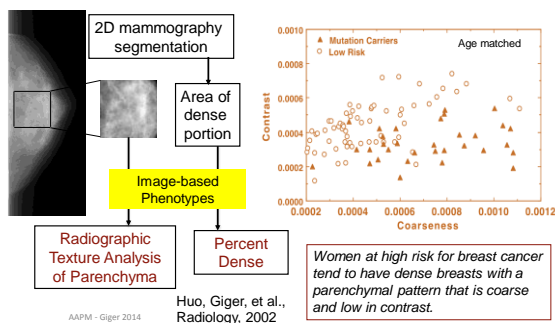 2D mammography
segmentation
Area of
dense
portion
Image-based
Phenotypes
Radiographic
Texture Analysis
of Parenchyma
Percent
Dense
Huo, Giger, et al.,
Radiology, 2002
AAPM - Giger 2014
Mutation Carriers
Low Risk
Age matched
Contrast
0.0010
0.0008
0.0006
0.0004
0.0002
0.0000
0.0002 0.0004 0.0006 0.0008 0.0010 0.0012
Coarseness
Women at high risk for breast cancer
tend to have dense breasts with a
parenchymal pattern that is coarse
and low in contrast.